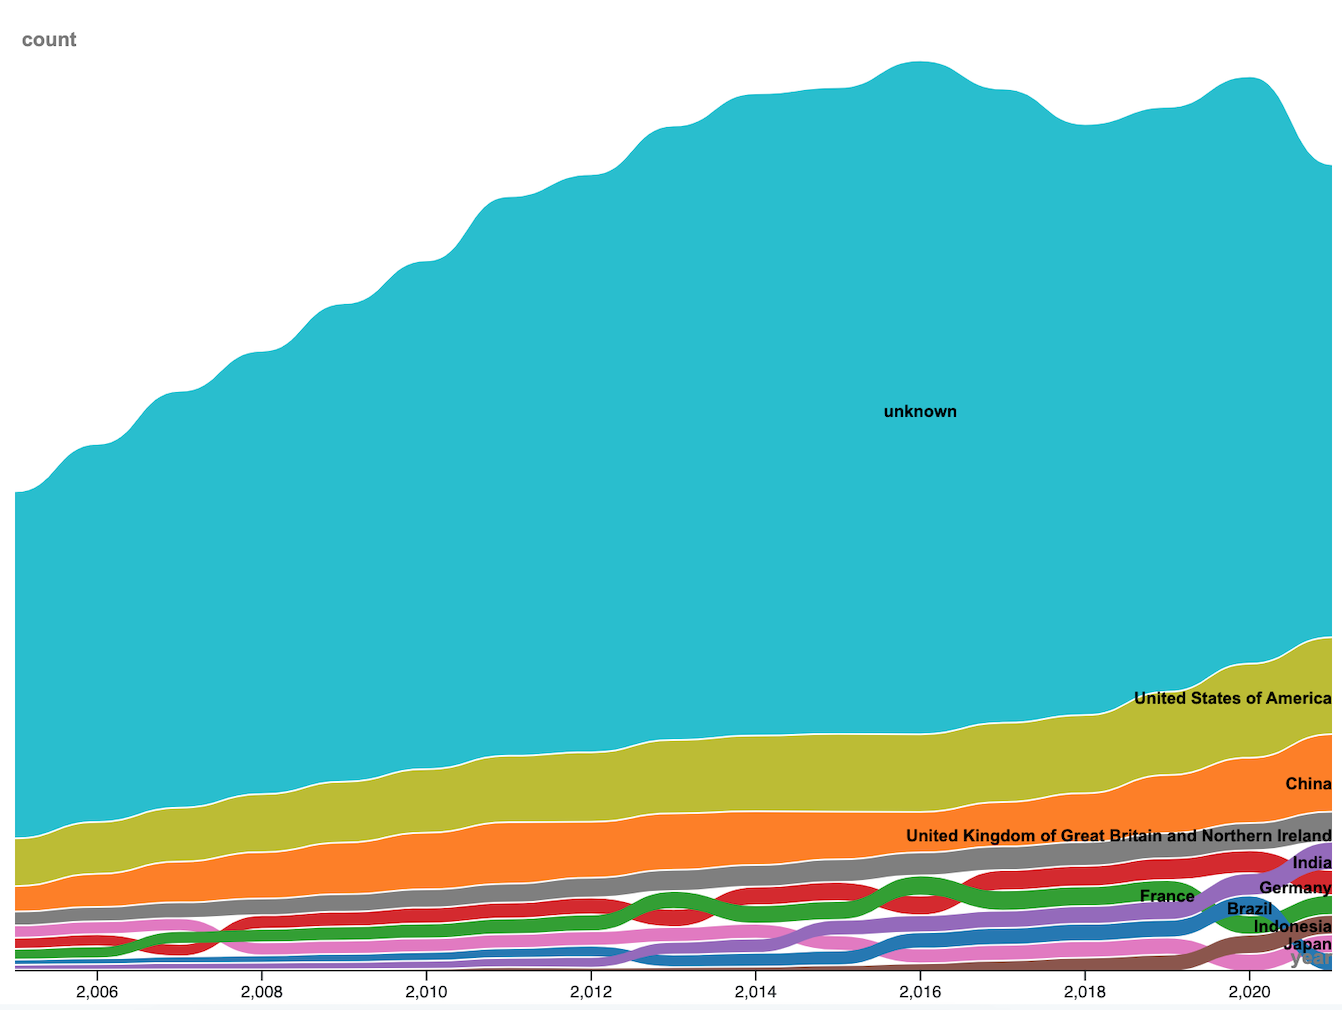 count
unknown
United States of America
China
United Kingdom of Great Britain and Northern Ireland
India
Germany
France
Brazil
Indonesia
Japan
year
2,006 2,008 2,010 2,012 2,014 2,016 2,018 2,020